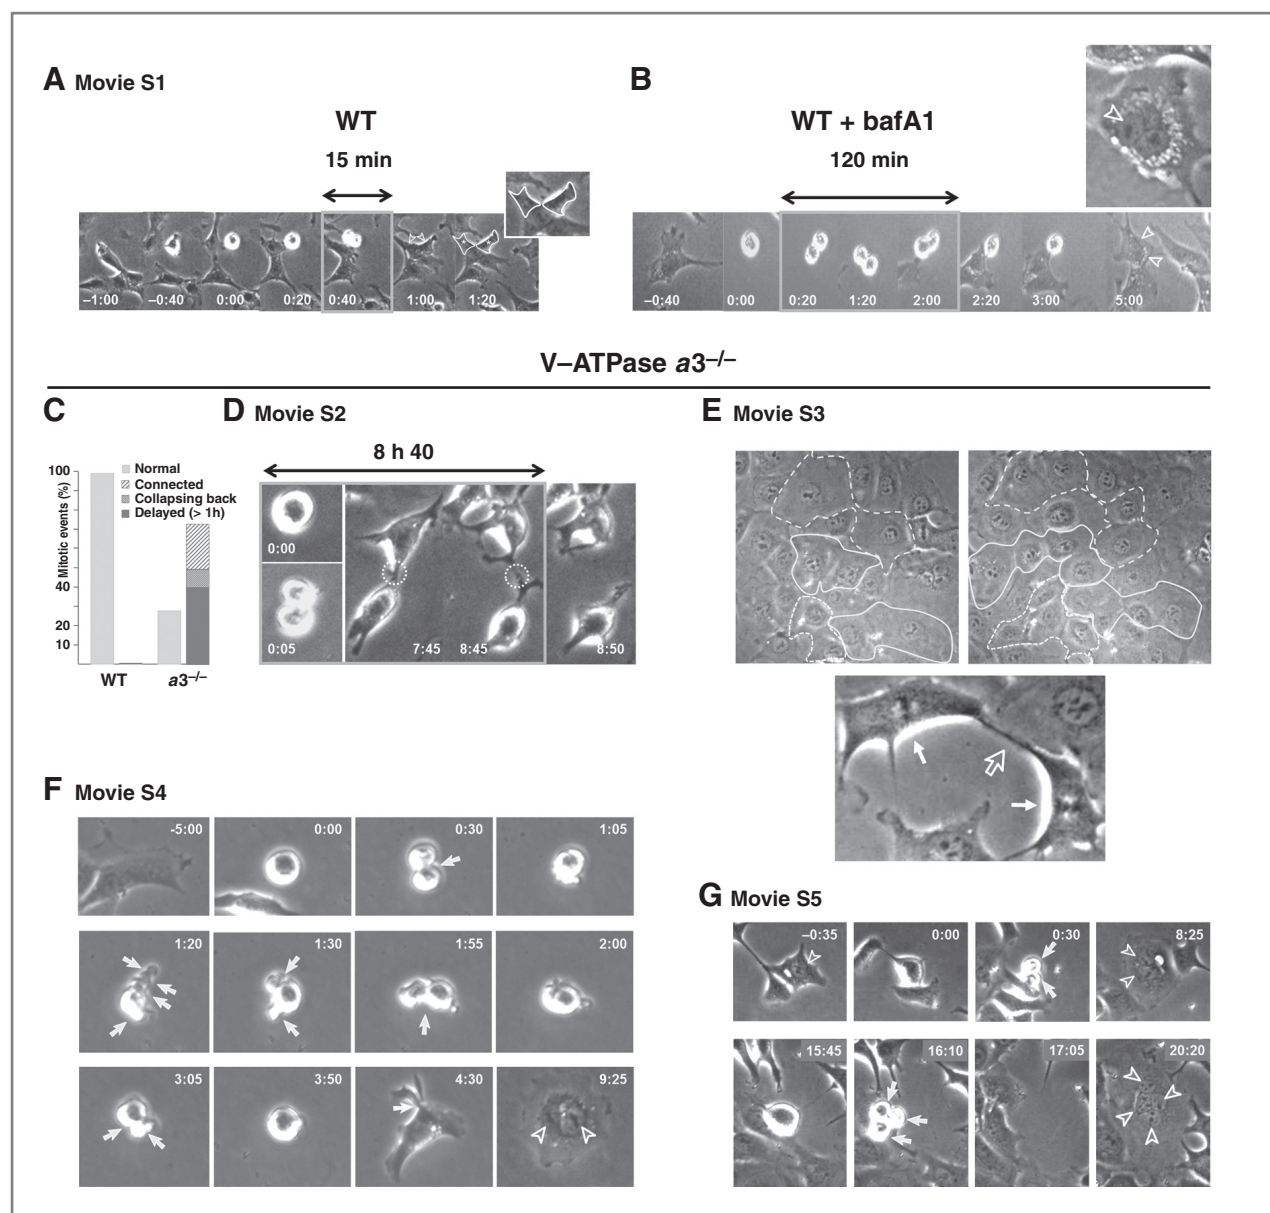 A Movie S1
WT
15 min
–1:00 –0:40 0:00 0:20 0:40 1:00 1:20
B
WT + bafA1
120 min
–0:40 0:00 0:20 1:20 2:00 2:20 3:00 5:00
V–ATPase a3–/–
C
100
40
20
10
Mitotic events (%)
Normal
Connected
Collapsing back
Delayed (> 1h)
WT a3–/–
D Movie S2
8 h 40
0:00
0:05
7:45 8:45 8:50
E Movie S3
F Movie S4
-5:00 0:00 0:30 1:05
1:20 1:30 1:55 2:00
3:05 3:50 4:30 9:25
G Movie S5
–0:35 0:00 0:30 8:25
15:45 16:10 17:05 20:20